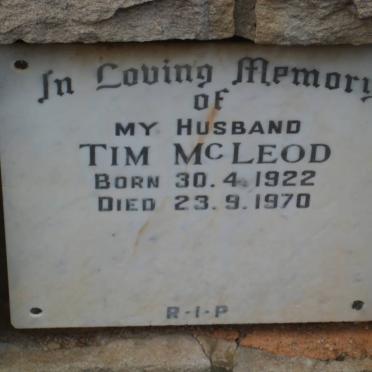 In Loving Memory
of
MY HUSBAND
TIM McLEOD
BORN 30.4.1922
DIED 23.9.1970
R-I-P